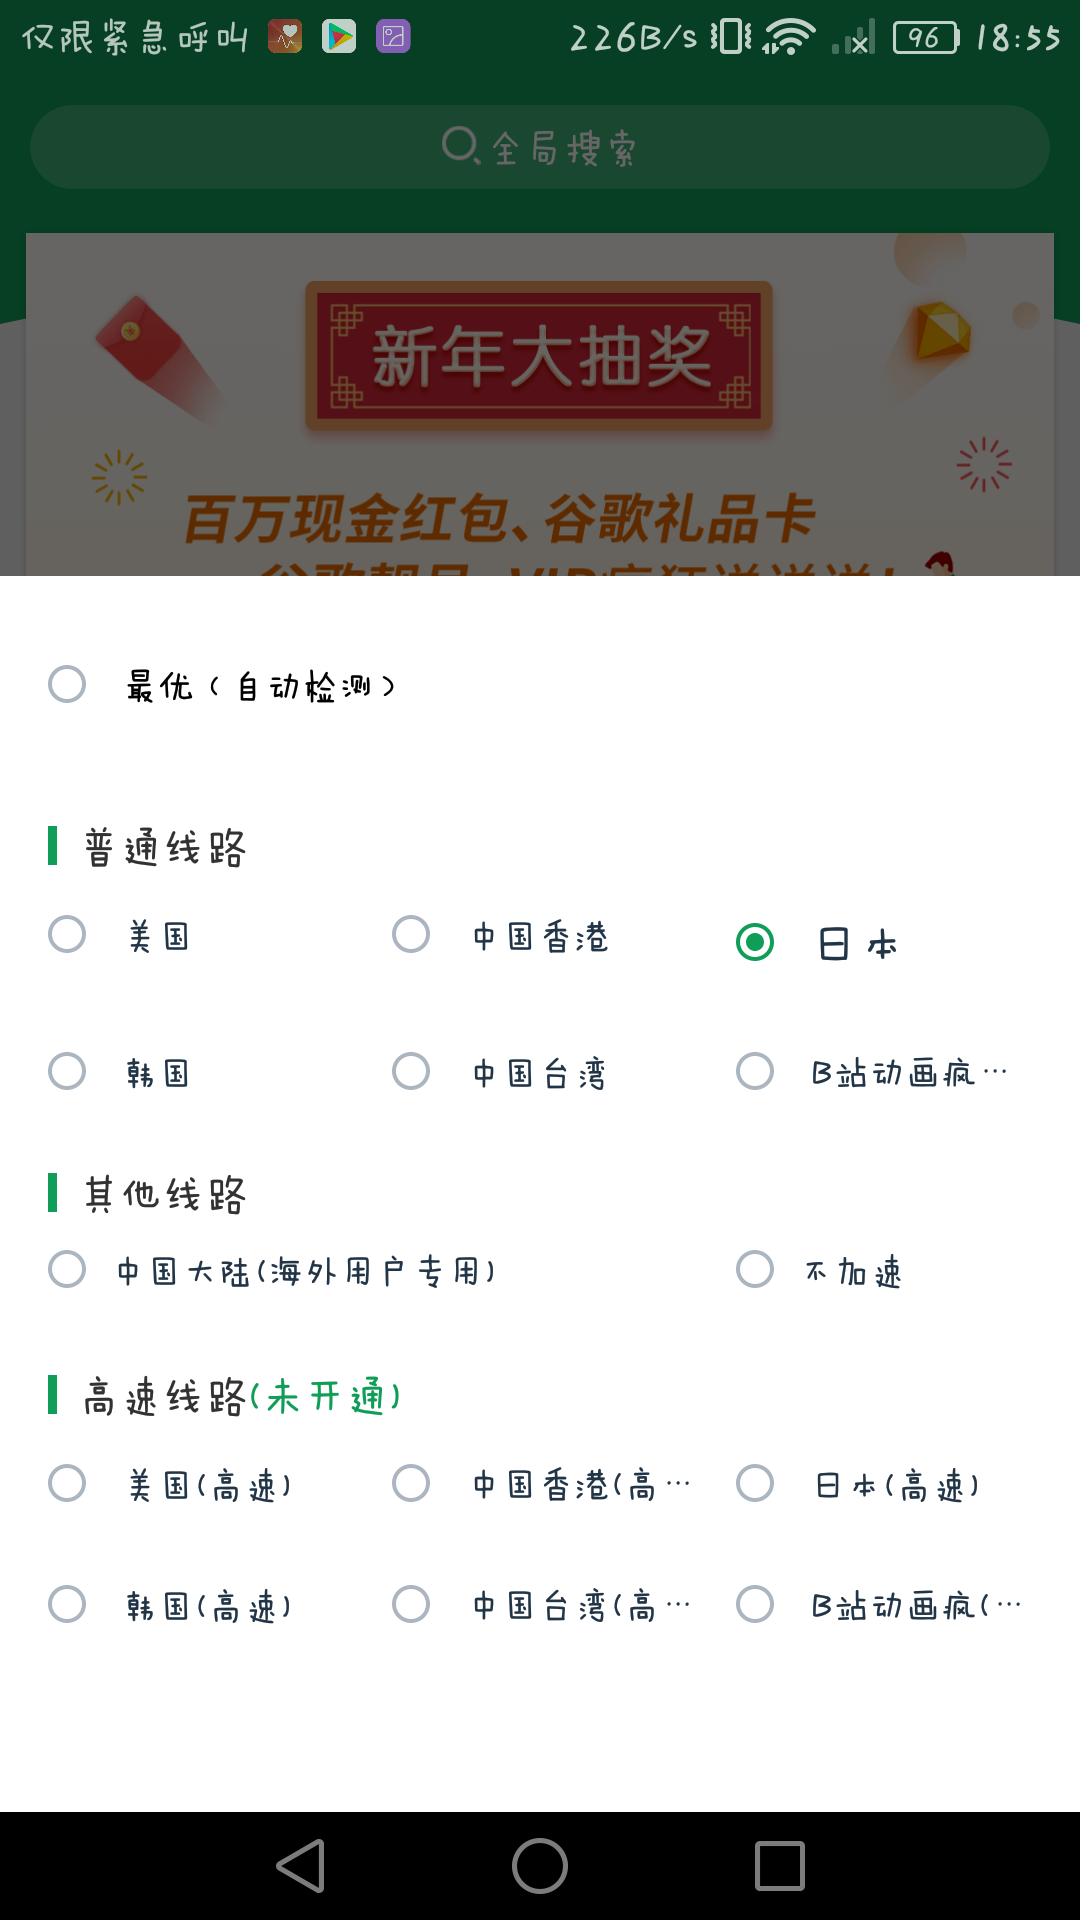 仅限紧急呼叫 226B/s 96 18:55
全局搜索
新年大抽奖
百万现金红包、谷歌礼品卡
最优（自动检测）
普通线路
美国 中国香港 日本
韩国 中国台湾 B站动画疯…
其他线路
中国大陆(海外用户专用) 不加速
高速线路(未开通)
美国(高速) 中国香港(高… 日本(高速)
韩国(高速) 中国台湾(高… B站动画疯(…